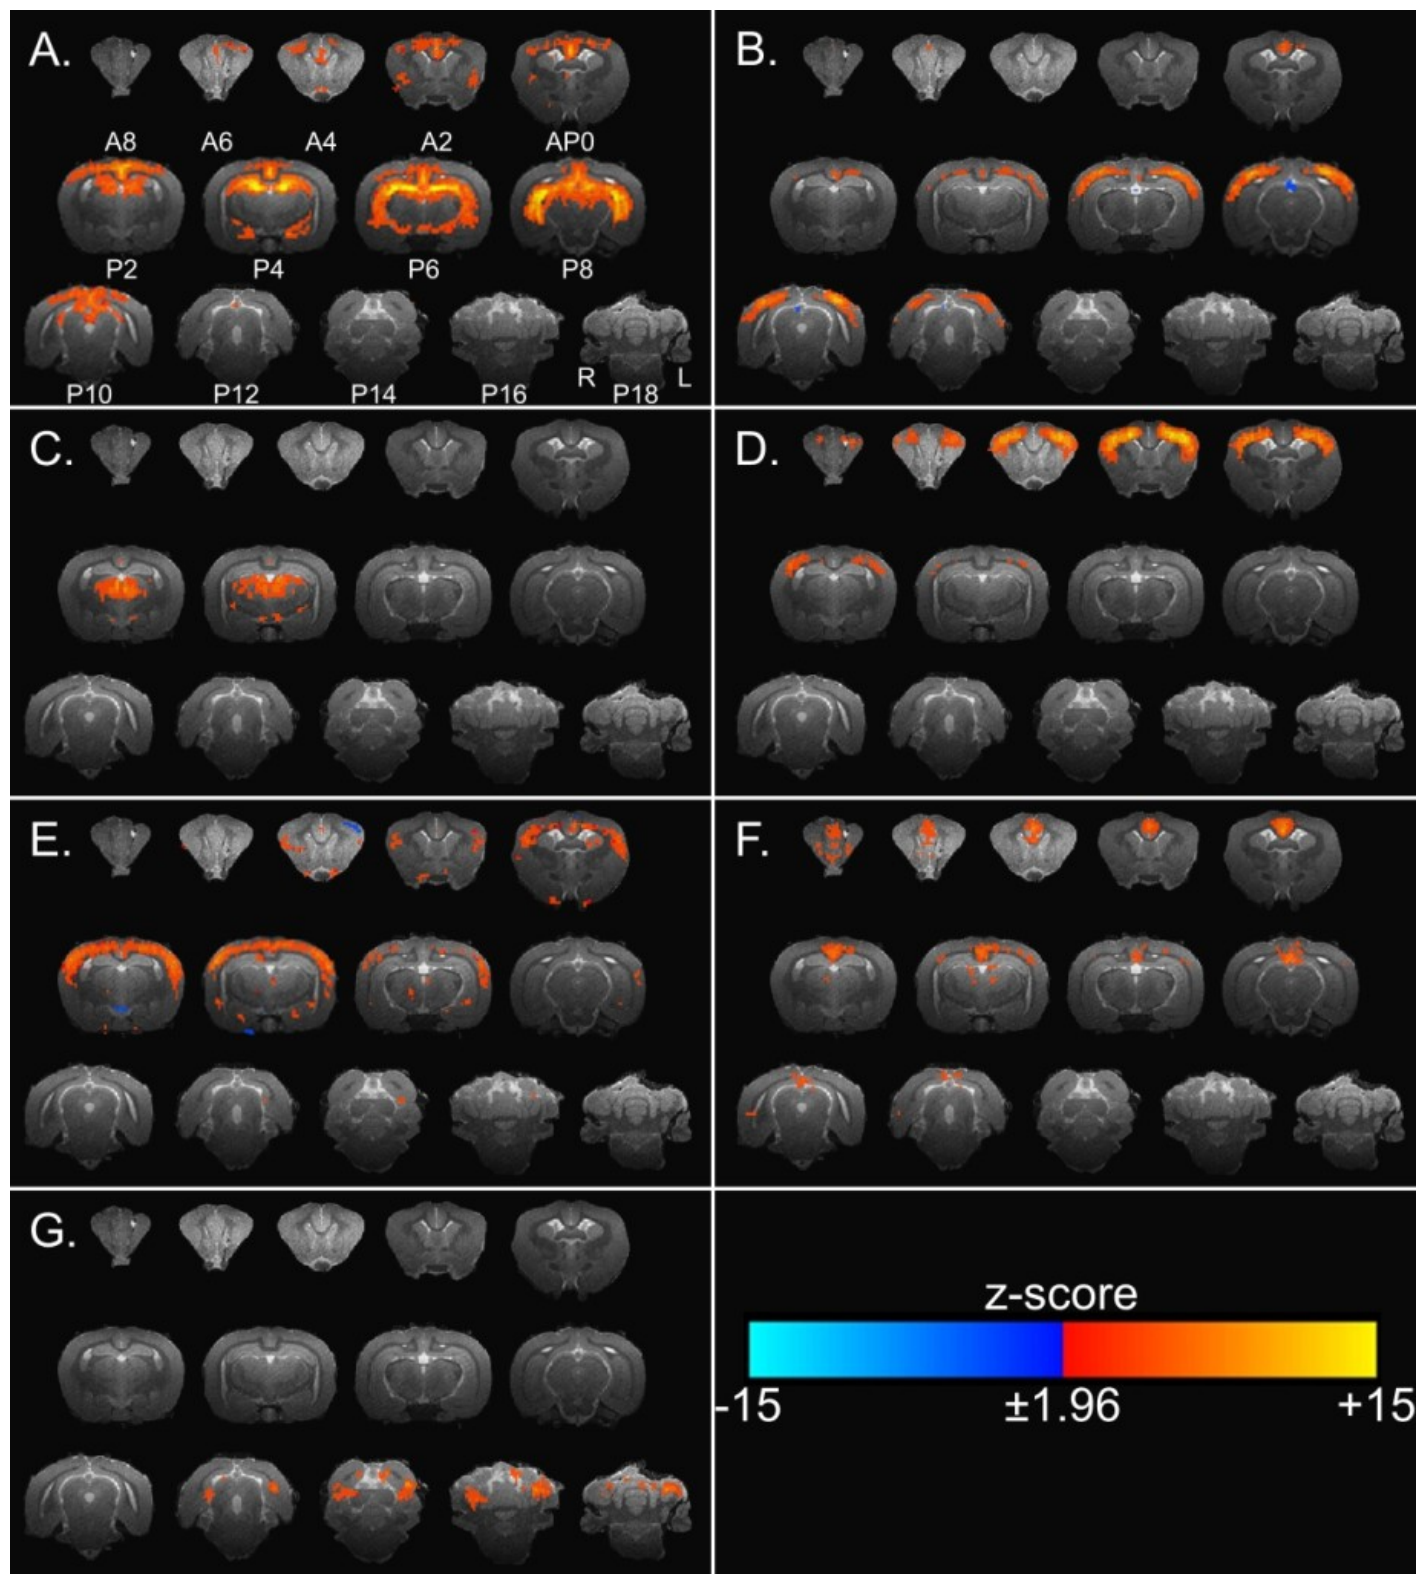 A.
A8 A6 A4 A2 AP0
P2 P4 P6 P8
R L
P10 P12 P14 P16 P18
B.
C.
D.
E.
F.
G.
z-score
-15 ±1.96 +15